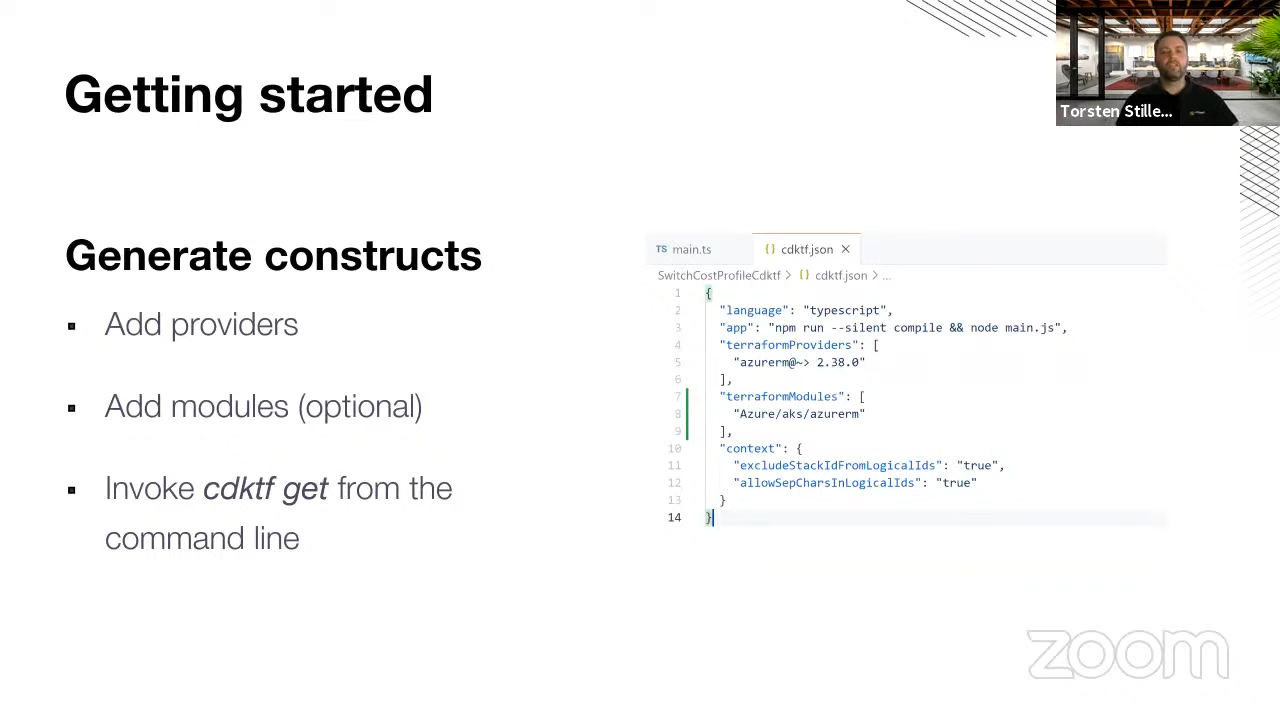 Getting started
Torsten Stille...
Generate constructs
▪ Add providers
▪ Add modules (optional)
▪ Invoke cdktf get from the
command line
TS main.ts
{} cdktf.json ×
SwitchCostProfileCdktf > {} cdktf.json > ...
1 {
2 "language": "typescript",
3 "app": "npm run --silent compile && node main.js",
4 "terraformProviders": [
5 "azurerm@~> 2.38.0"
6 ],
7 "terraformModules": [
8 "Azure/aks/azurerm"
9 ],
10 "context": {
11 "excludeStackIdFromLogicalIds": "true",
12 "allowSepCharsInLogicalIds": "true"
13 }
14 }
zoom